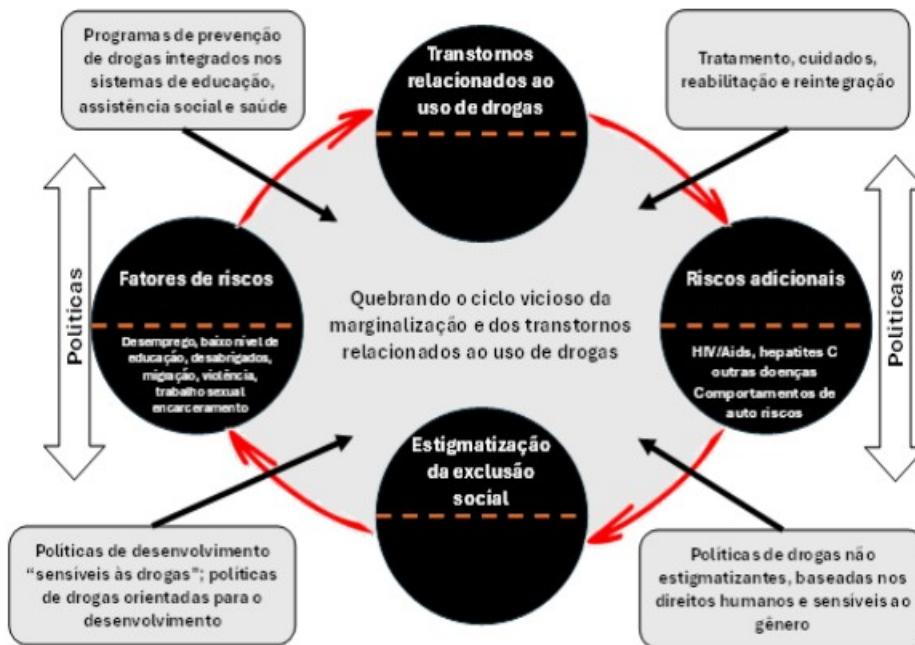 Programas de prevenção
de drogas integrados nos
sistemas de educação,
assistência social e saúde
Transtornos
relacionados ao
uso de drogas
Tratamento, cuidados,
reabilitação e reintegração
Políticas
Fatores de riscos
Desemprego, baixo nível de
educação, desabrigados,
migração, violência,
trabalho sexual
encarceramento
Quebrando o ciclo vicioso da
marginalização e dos transtornos
relacionados ao uso de drogas
Riscos adicionais
HIV/Aids, hepatites C
outras doenças
Comportamentos de
auto riscos
Políticas
Estigmatização
da exclusão
social
Políticas de desenvolvimento
“sensíveis às drogas”; políticas
de drogas orientadas para o
desenvolvimento
Políticas de drogas não
estigmatizantes, baseadas nos
direitos humanos e sensíveis ao
gênero